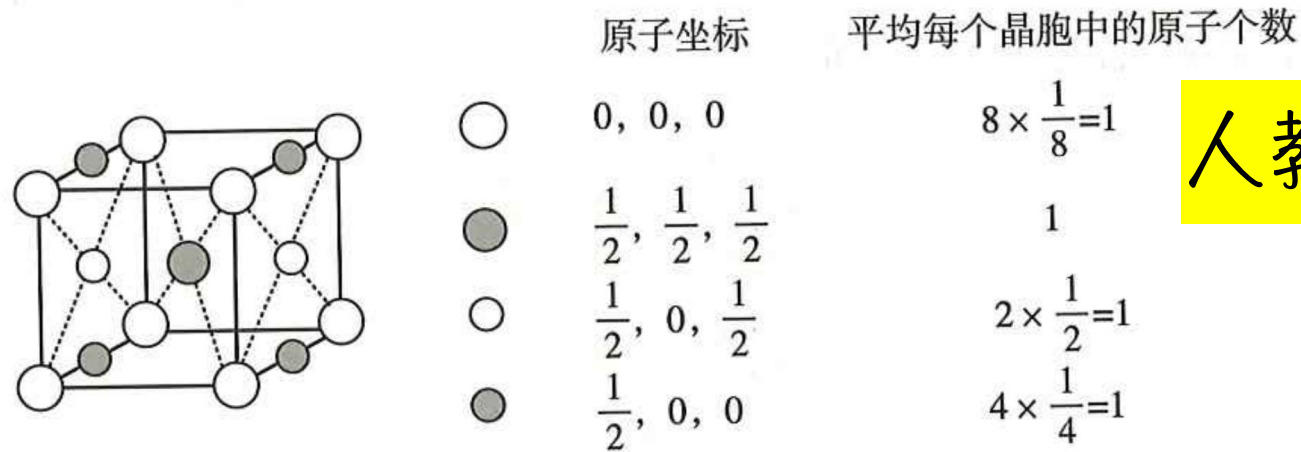 原子坐标 平均每个晶胞中的原子个数
0, 0, 0 8 × 1/8 =1
人教
1/2, 1/2, 1/2 1
1/2, 0, 1/2 2 × 1/2 =1
1/2, 0, 0 4 × 1/4 =1